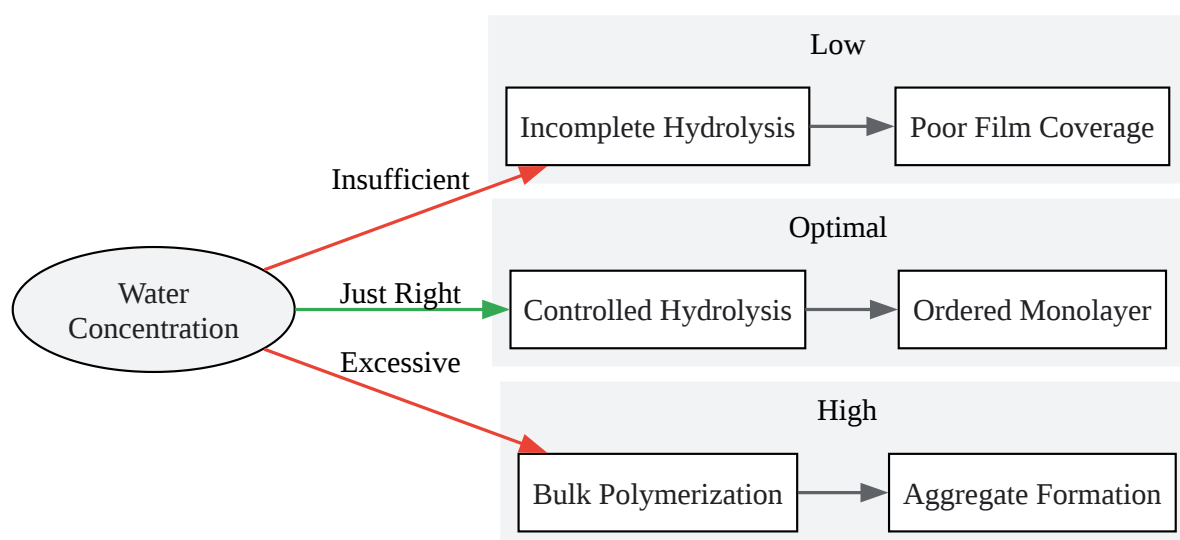 Low
Incomplete Hydrolysis
Poor Film Coverage
Insufficient
Optimal
Water
Concentration
Just Right
Controlled Hydrolysis
Ordered Monolayer
Excessive
High
Bulk Polymerization
Aggregate Formation